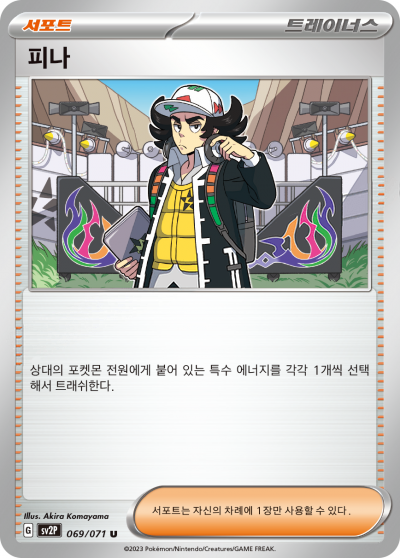 서포트
트레이너스
피나
상대의 포켓몬 전원에게 붙어 있는 특수 에너지를 각각 1개씩 선택
해서 트래쉬한다.
Illus. Akira Komayama
G SV2P 069/071 U
서포트는 자신의 차례에 1장만 사용할 수 있다.
©2023 Pokémon/Nintendo/Creatures/GAME FREAK.